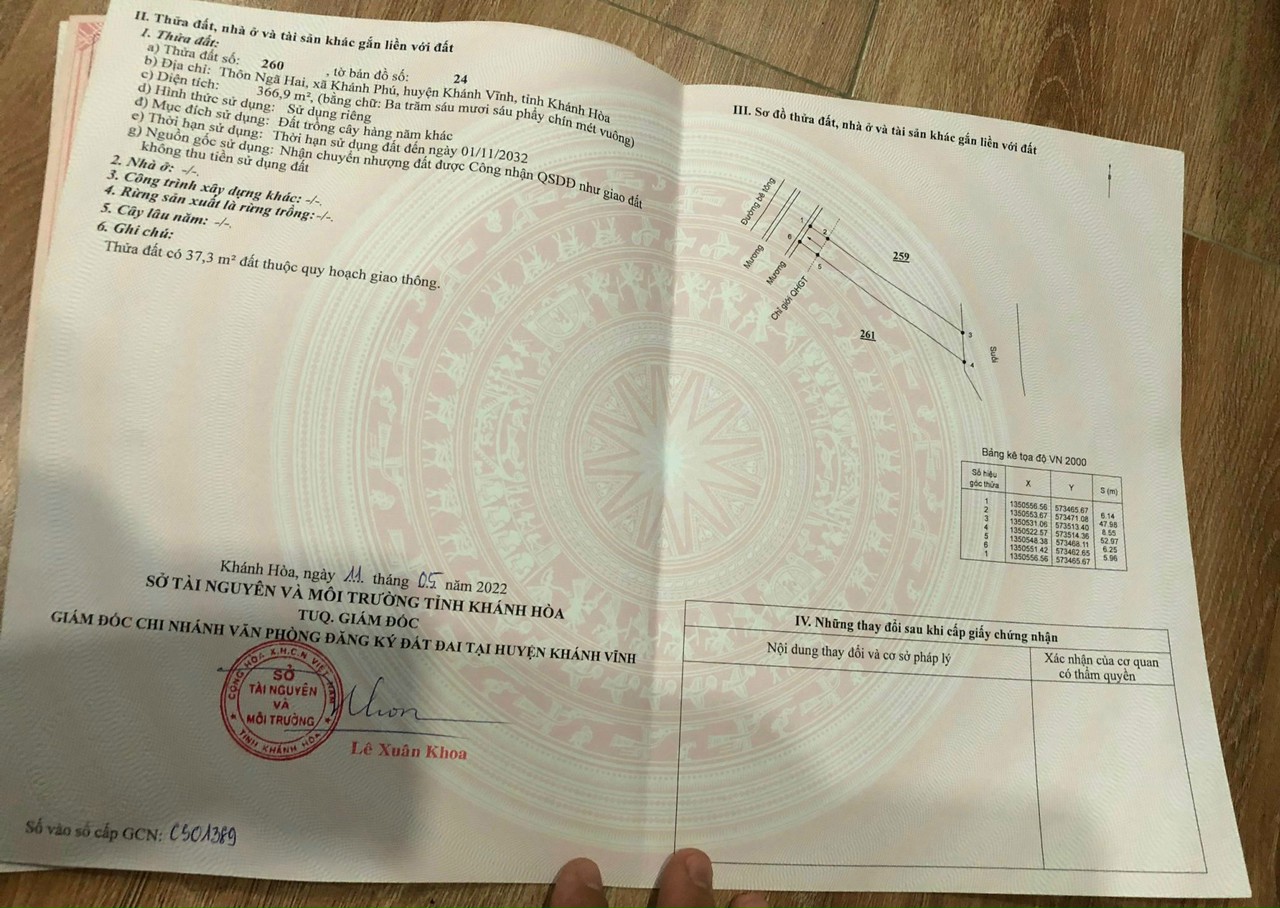 II. Thửa đất, nhà ở và tài sản khác gắn liền với đất
1. Thửa đất:
a) Thửa đất số: 260 , tờ bản đồ số: 24
b) Địa chỉ: Thôn Ngã Hai, xã Khánh Phú, huyện Khánh Vĩnh, tỉnh Khánh Hòa
c) Diện tích: 366,9 m², (bằng chữ: Ba trăm sáu mươi sáu phẩy chín mét vuông)
d) Hình thức sử dụng: Sử dụng riêng
đ) Mục đích sử dụng: Đất trồng cây hàng năm khác
e) Thời hạn sử dụng: Thời hạn sử dụng đất đến ngày 01/11/2032
g) Nguồn gốc sử dụng: Nhận chuyển nhượng đất được Công nhận QSDĐ như giao đất
không thu tiền sử dụng đất
2. Nhà ở: -/-.
3. Công trình xây dựng khác: -/-.
4. Rừng sản xuất là rừng trồng: -/-.
5. Cây lâu năm: -/-.
6. Ghi chú:
Thửa đất có 37,3 m² đất thuộc quy hoạch giao thông.
Khánh Hòa, ngày 11 tháng 05 năm 2022
SỞ TÀI NGUYÊN VÀ MÔI TRƯỜNG TỈNH KHÁNH HÒA
TUQ. GIÁM ĐỐC
GIÁM ĐỐC CHI NHÁNH VĂN PHÒNG ĐĂNG KÝ ĐẤT ĐAI TẠI HUYỆN KHÁNH VĨNH
CỘNG HÒA X.H.C.N VIỆT NAM
SỞ
TÀI NGUYÊN
VÀ
MÔI TRƯỜNG
TỈNH KHÁNH HÒA
Lê Xuân Khoa
Số vào sổ cấp GCN: CS01389
III. Sơ đồ thửa đất, nhà ở và tài sản khác gắn liền với đất
Đường bê tông
Mương
Mương
Chỉ giới QHGT
1
2
6
5
259
261
3
4
Suối
Bảng kê tọa độ VN 2000
Số hiệu góc thửa X Y S (m)
1 1350556.56 573465.67
6.14
2 1350553.67 573471.08
47.98
3 1350531.06 573513.40
8.55
4 1350522.57 573514.36
52.97
5 1350548.38 573468.11
6.25
6 1350551.42 573462.65
5.96
1 1350556.56 573465.67
IV. Những thay đổi sau khi cấp giấy chứng nhận
Nội dung thay đổi và cơ sở pháp lý
Xác nhận của cơ quan
có thẩm quyền